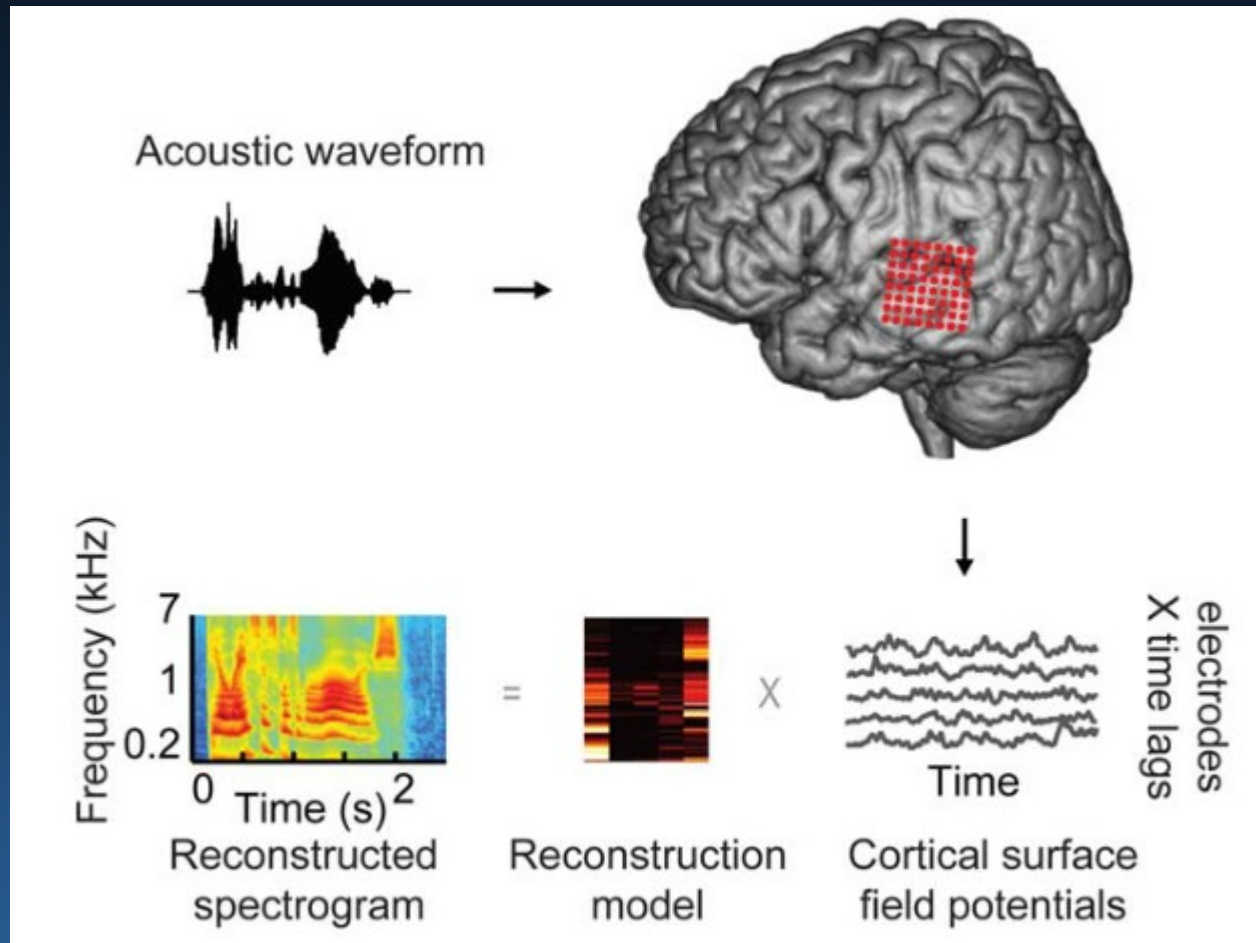 Acoustic waveform
Frequency (kHz)
7
1
0.2
0
Time (s)
2
Reconstructed
spectrogram
=
Reconstruction
model
X
Time
electrodes
X time lags
Cortical surface
field potentials